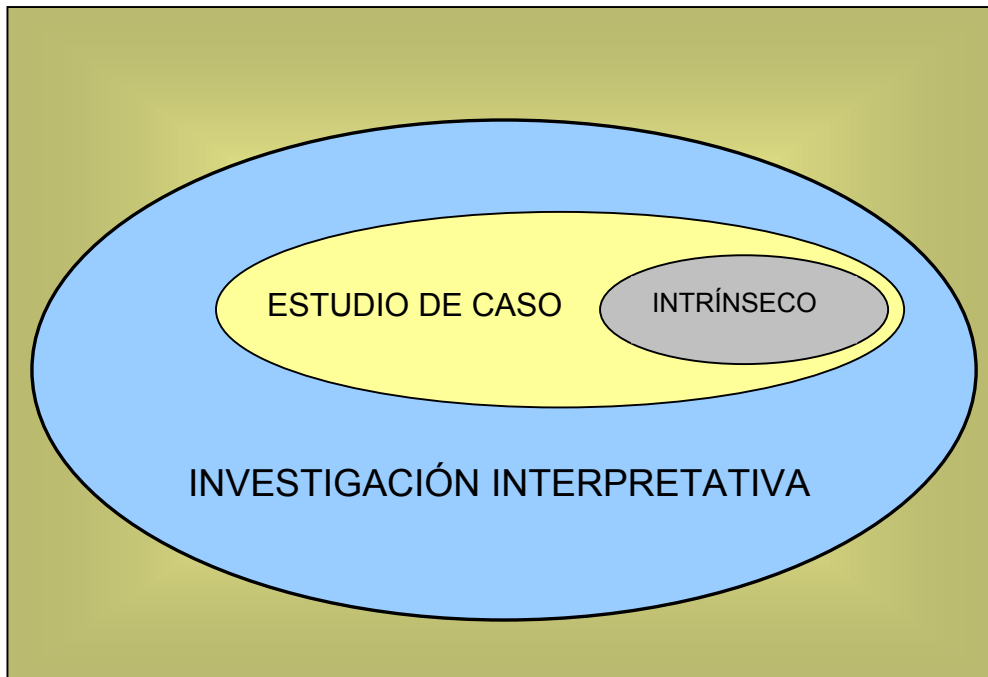 ESTUDIO DE CASO
INTRÍNSECO
INVESTIGACIÓN INTERPRETATIVA